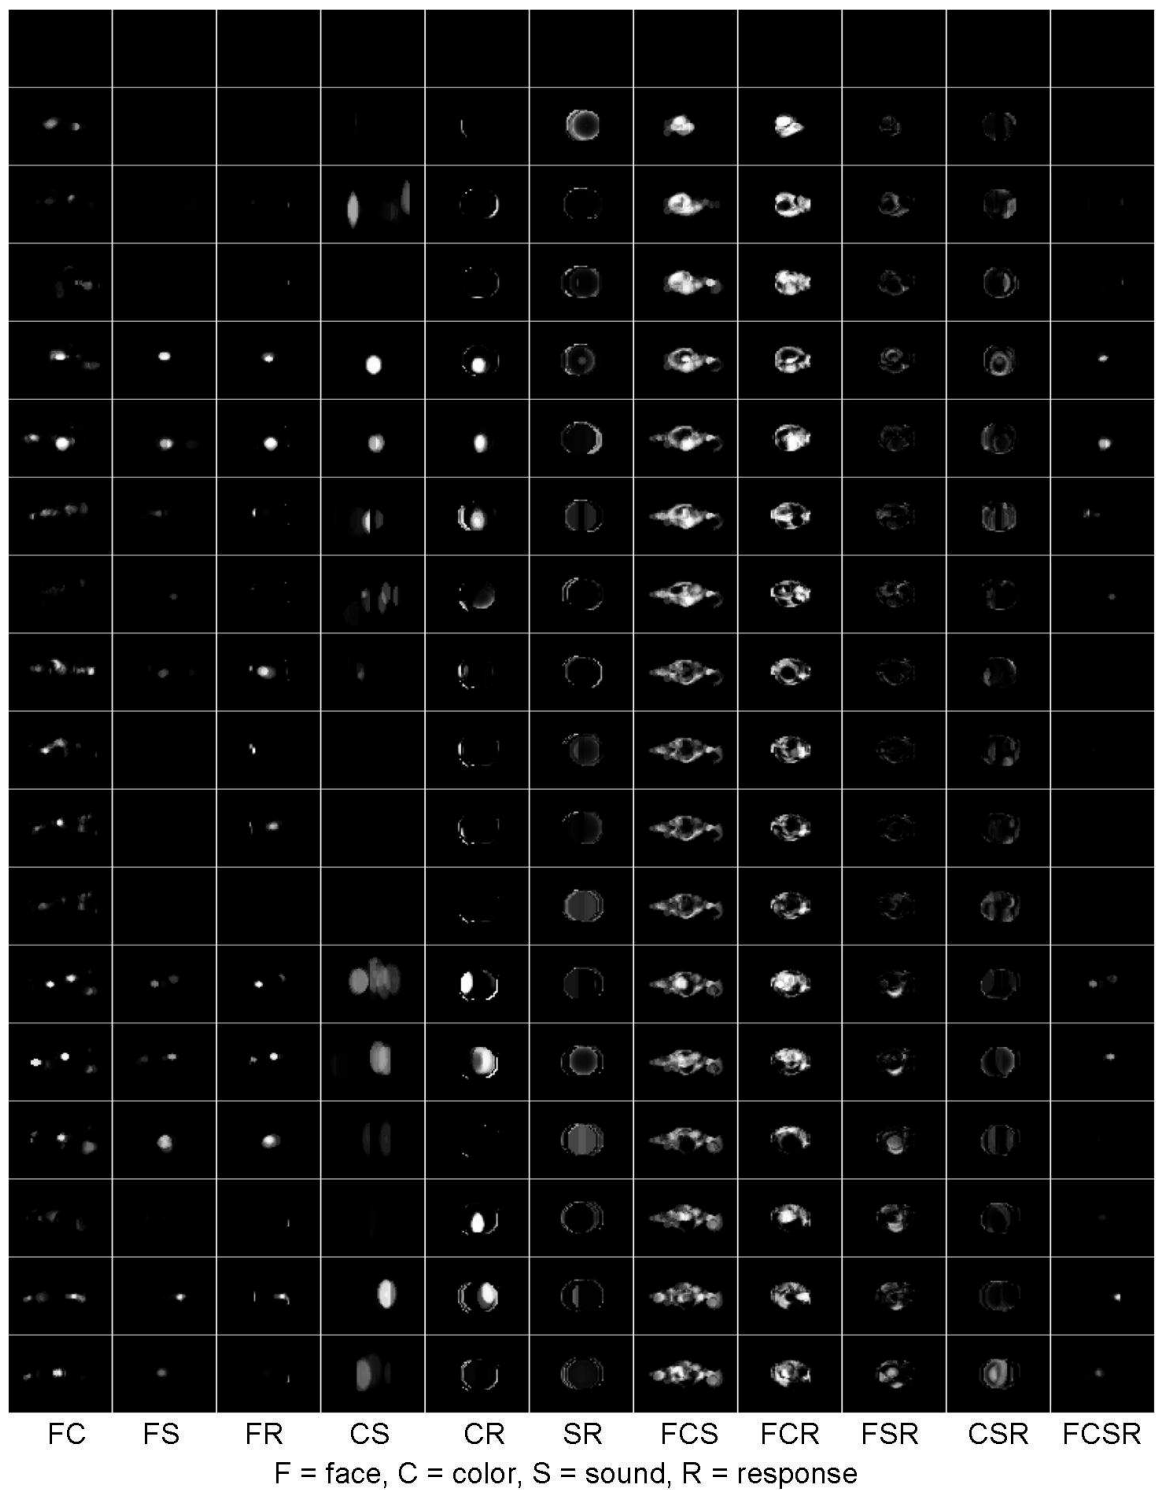 FC FS FR CS CR SR FCS FCR FSR CSR FCSR
F = face, C = color, S = sound, R = response